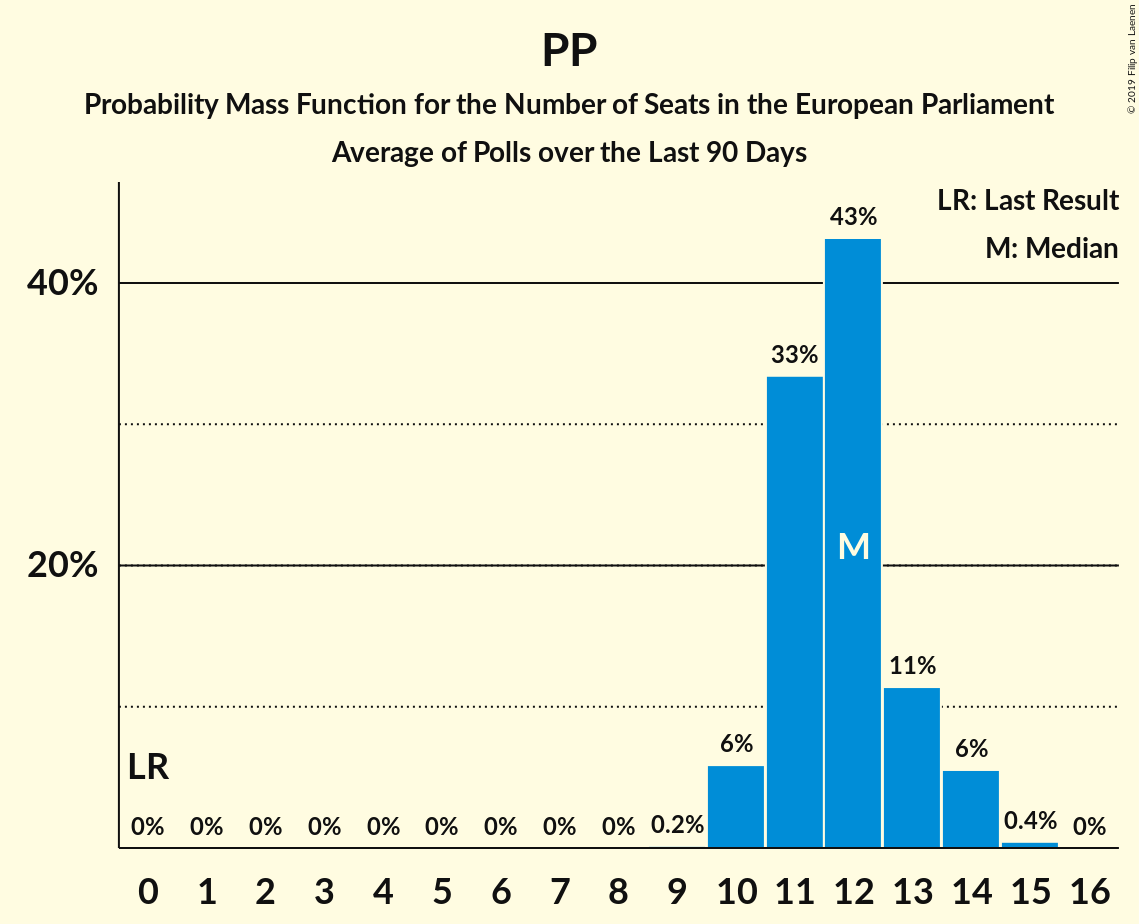 PP
Probability Mass Function for the Number of Seats in the European Parliament
Average of Polls over the Last 90 Days
© 2019 Filip van Laenen
LR: Last Result
M: Median
43%
40%
33%
M
20%
11%
6%
6%
LR
0% 0% 0% 0% 0% 0% 0% 0% 0% 0.2% 0.4% 0%
0 1 2 3 4 5 6 7 8 9 10 11 12 13 14 15 16